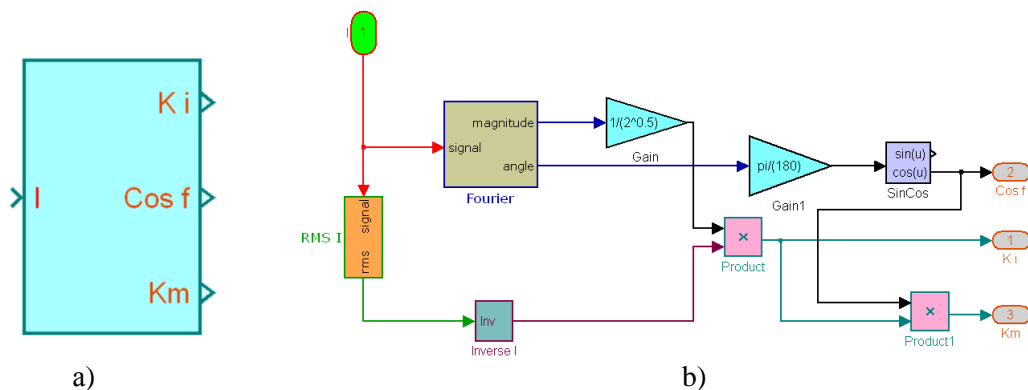 I
K i
Cos f
Km
a)
I
1
signal
magnitude
angle
Fourier
1/(2^0.5)
Gain
pi/(180)
Gain1
sin(u)
cos(u)
SinCos
2
Cos f
RMS I
signal
rms
×
Product
1
K i
Inv
Inverse I
×
Product1
3
Km
b)